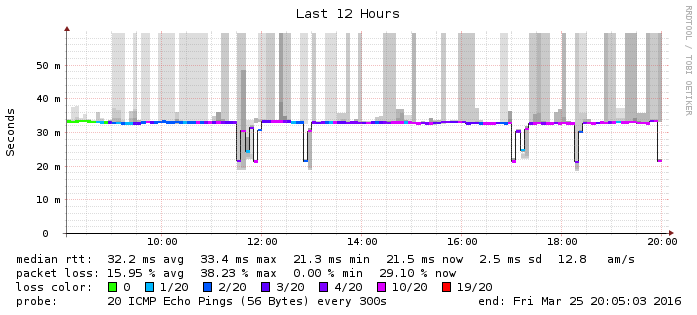 Last 12 Hours
RRDTOOL / TOBI OETIKER
Seconds
50 m
40 m
30 m
20 m
10 m
0
10:00 12:00 14:00 16:00 18:00 20:00
median rtt: 32.2 ms avg 33.4 ms max 21.3 ms min 21.5 ms now 2.5 ms sd 12.8 am/s
packet loss: 15.95 % avg 38.23 % max 0.00 % min 29.10 % now
loss color: 0 1/20 2/20 3/20 4/20 10/20 19/20
probe: 20 ICMP Echo Pings (56 Bytes) every 300s end: Fri Mar 25 20:05:03 2016